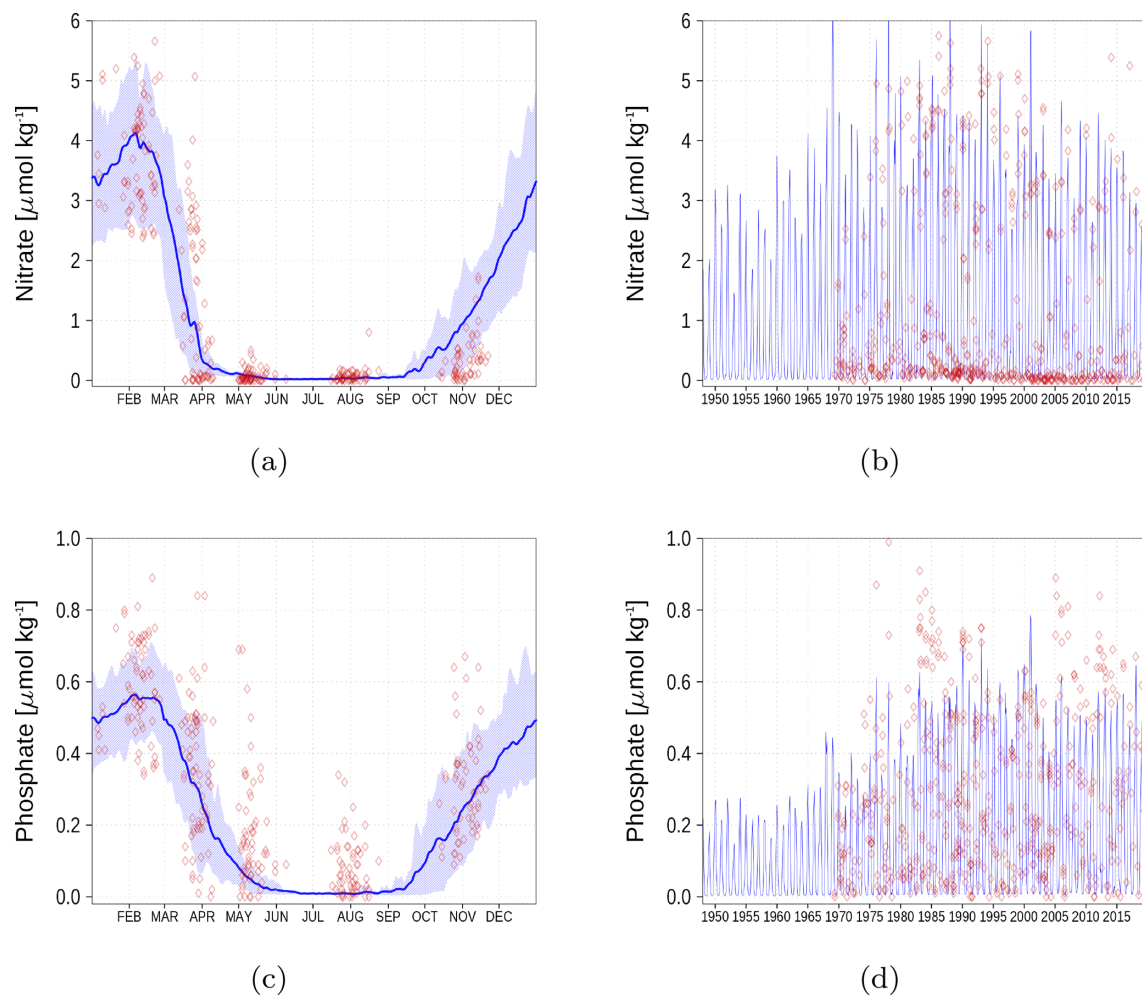 6
5
4
3
2
1
0
Nitrate [μmol kg⁻¹]
FEB MAR APR MAY JUN JUL AUG SEP OCT NOV DEC
(a)
6
5
4
3
2
1
0
Nitrate [μmol kg⁻¹]
1950 1955 1960 1965 1970 1975 1980 1985 1990 1995 2000 2005 2010 2015
(b)
1.0
0.8
0.6
0.4
0.2
0.0
Phosphate [μmol kg⁻¹]
FEB MAR APR MAY JUN JUL AUG SEP OCT NOV DEC
(c)
1.0
0.8
0.6
0.4
0.2
0.0
Phosphate [μmol kg⁻¹]
1950 1955 1960 1965 1970 1975 1980 1985 1990 1995 2000 2005 2010 2015
(d)